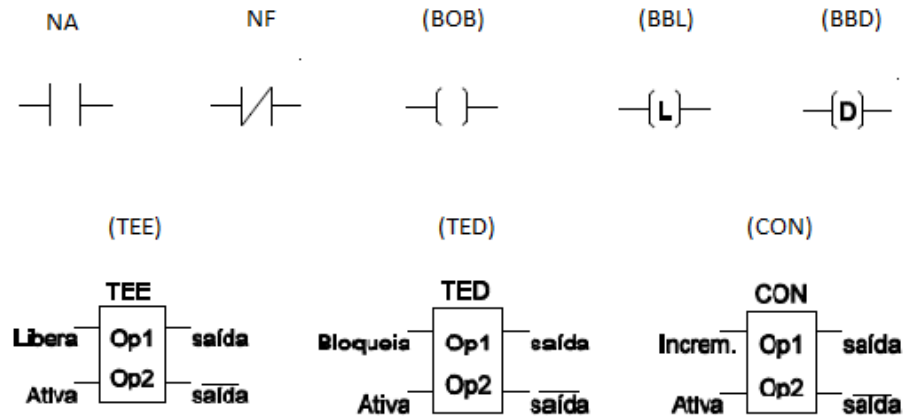 NA NF (BOB) (BBL) (BBD)
L D
(TEE) (TED) (CON)
TEE TED CON
Libera Op1 saída Bloqueis Op1 saída Increm. Op1 saída
Ativa Op2 saída Ativa Op2 saída Ativa Op2 saída